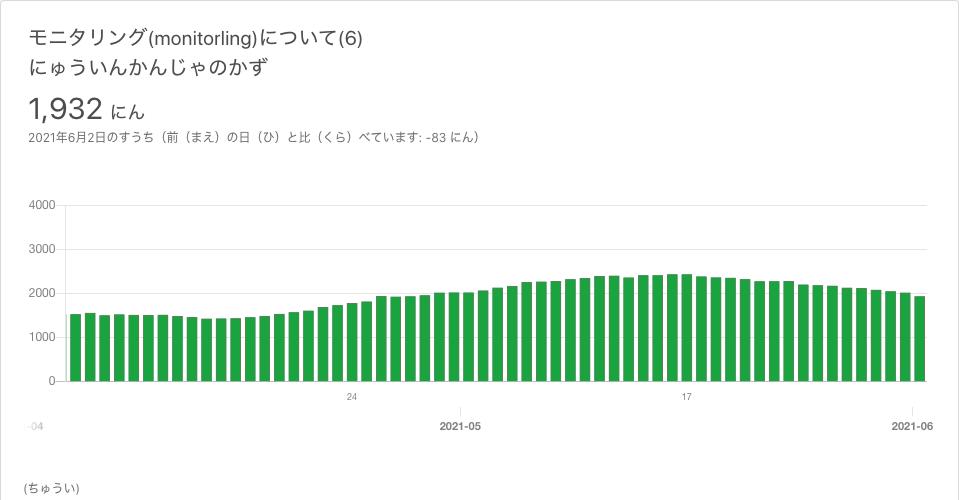 モニタリング(monitorling)について(6)
にゅういんかんじゃのかず
1,932 にん
2021年6月2日のすうち（前（まえ）の日（ひ）と比（くら）べています: -83 にん）
4000
3000
2000
1000
0
24
17
-04
2021-05
2021-06
(ちゅうい)